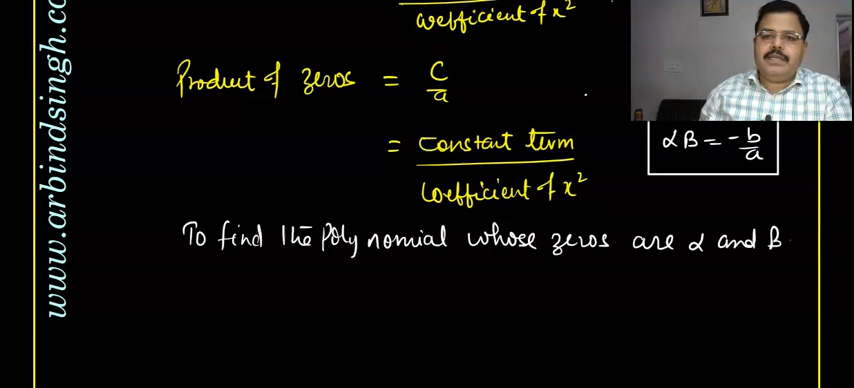 coefficient of x²
Product of zeros = C/a
= constant term / coefficient of x²
αβ = -b/a
To find the polynomial whose zeros are α and β.
www.arbindsingh.co